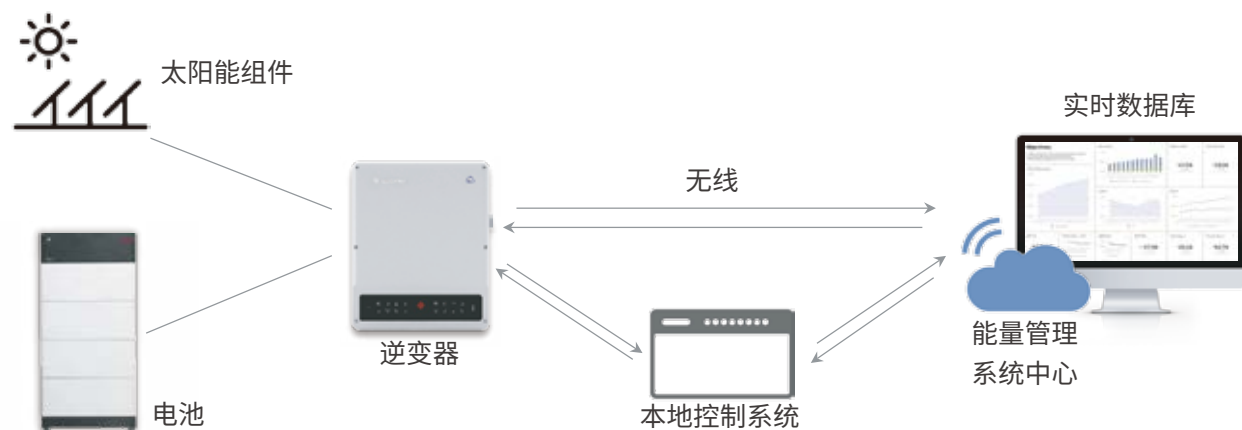 太阳能组件
实时数据库
无线
逆变器
能量管理
系统中心
电池
本地控制系统